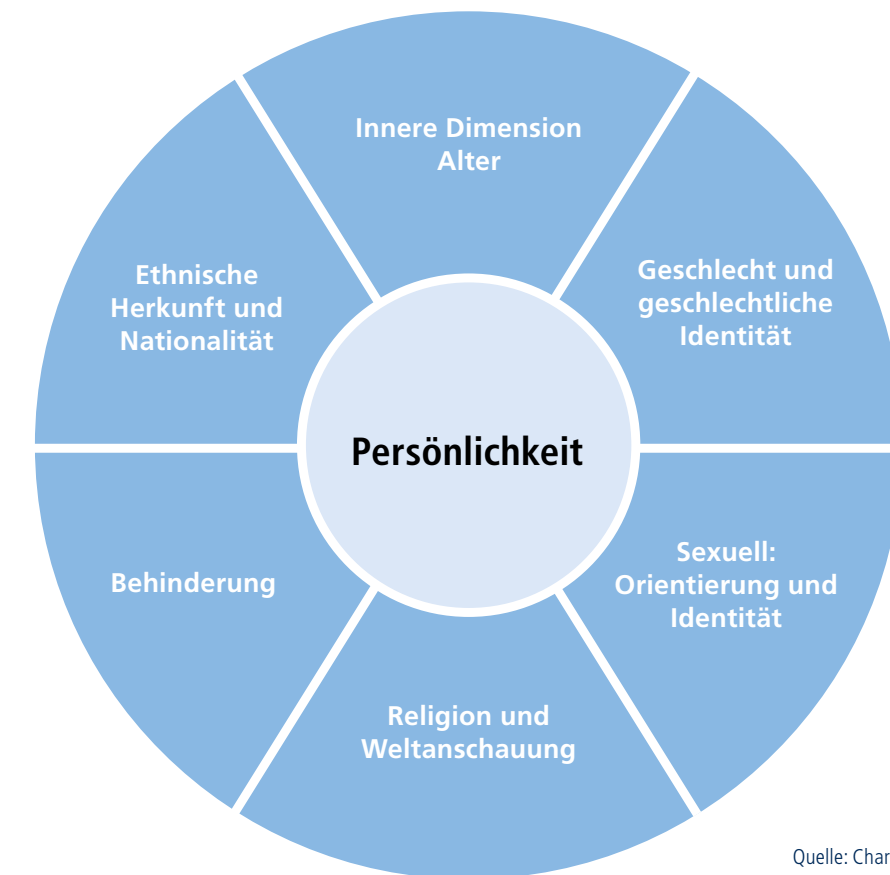 Innere Dimension
Alter
Geschlecht und
geschlechtliche
Identität
Sexuell:
Orientierung und
Identität
Religion und
Weltanschauung
Behinderung
Ethnische
Herkunft und
Nationalität
Persönlichkeit
Quelle: